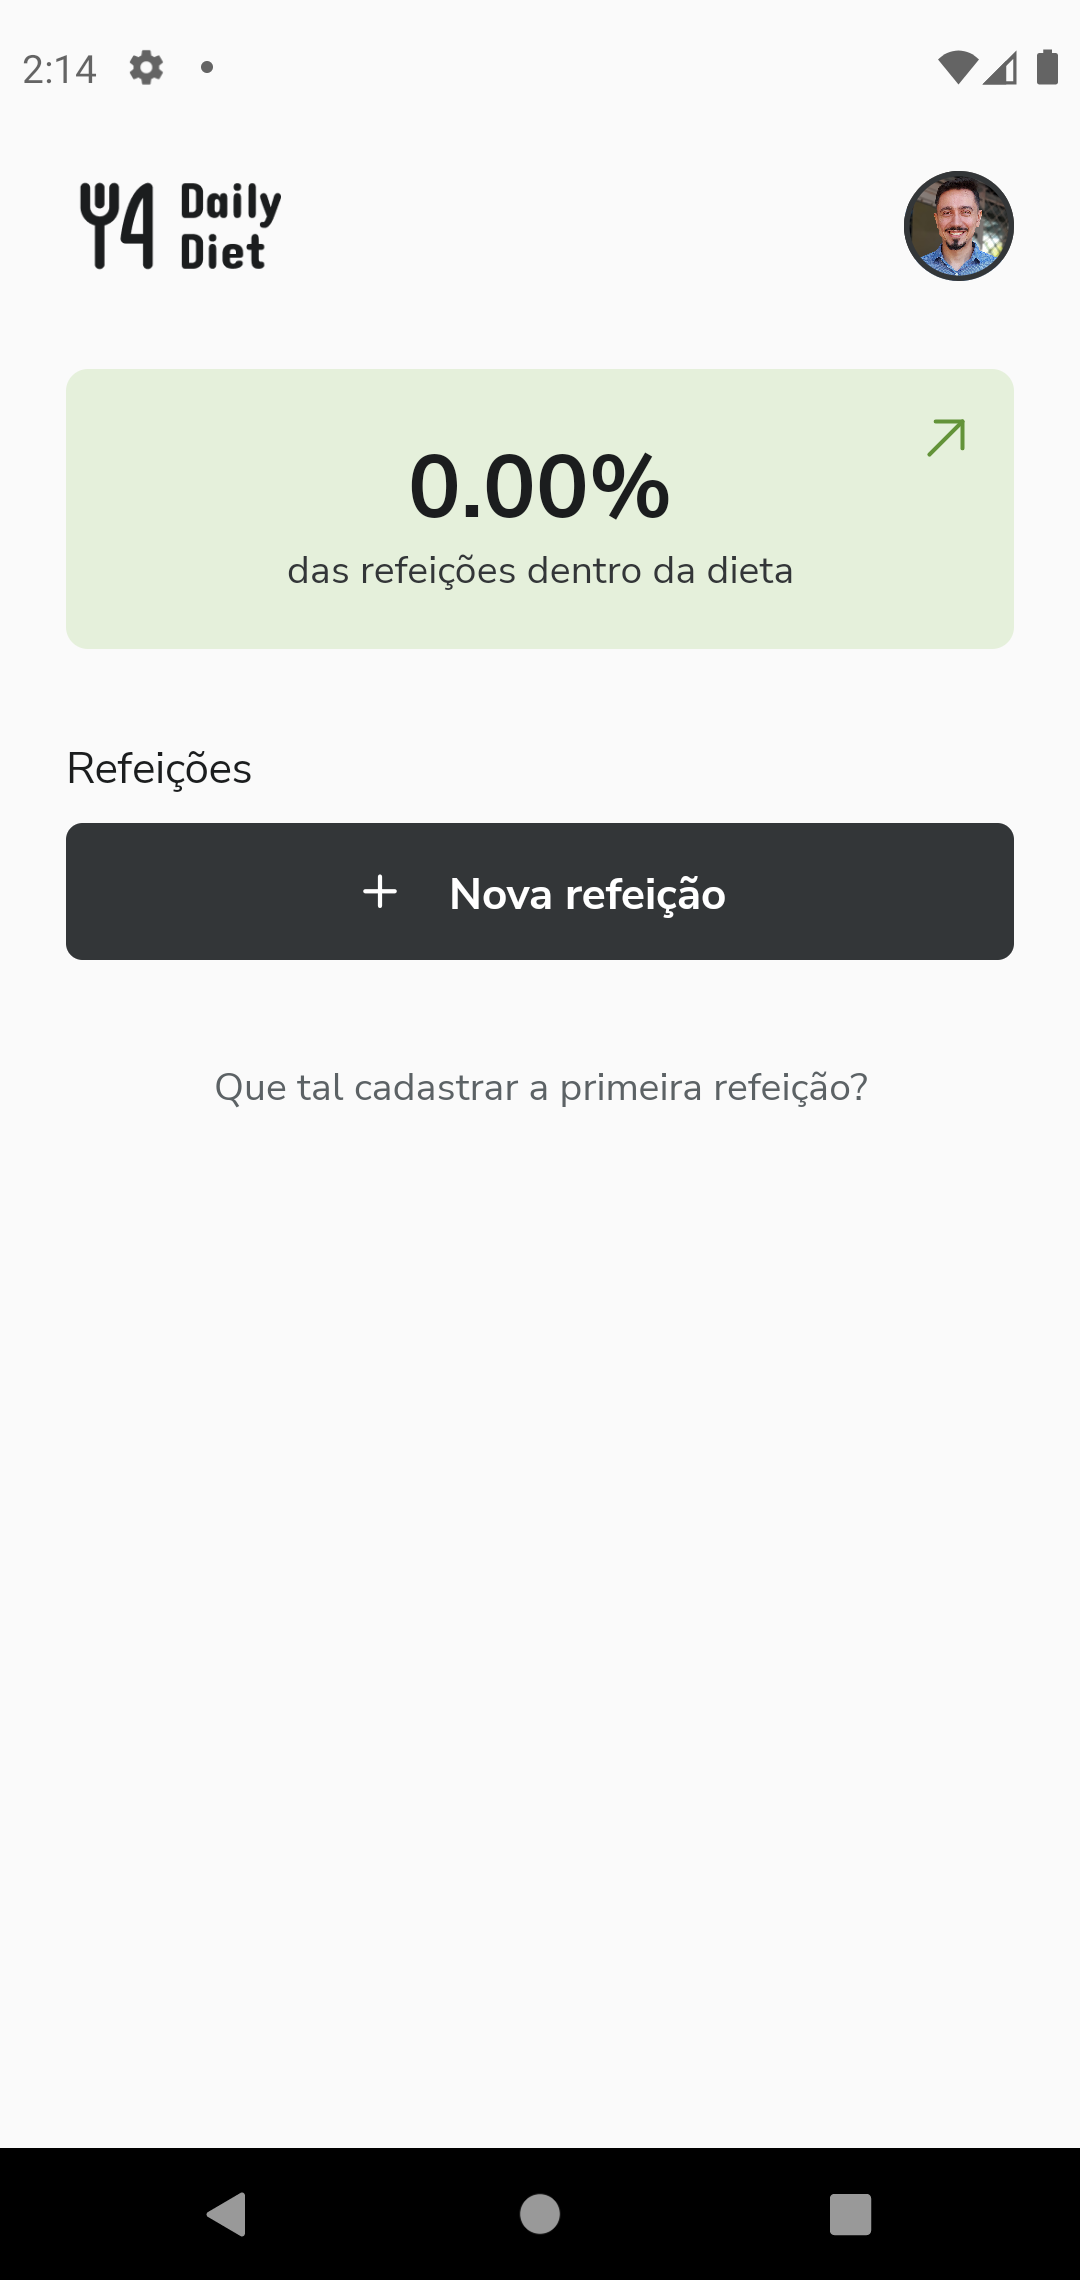 2:14
Daily
Diet
0.00%
das refeições dentro da dieta
Refeições
Nova refeição
Que tal cadastrar a primeira refeição?